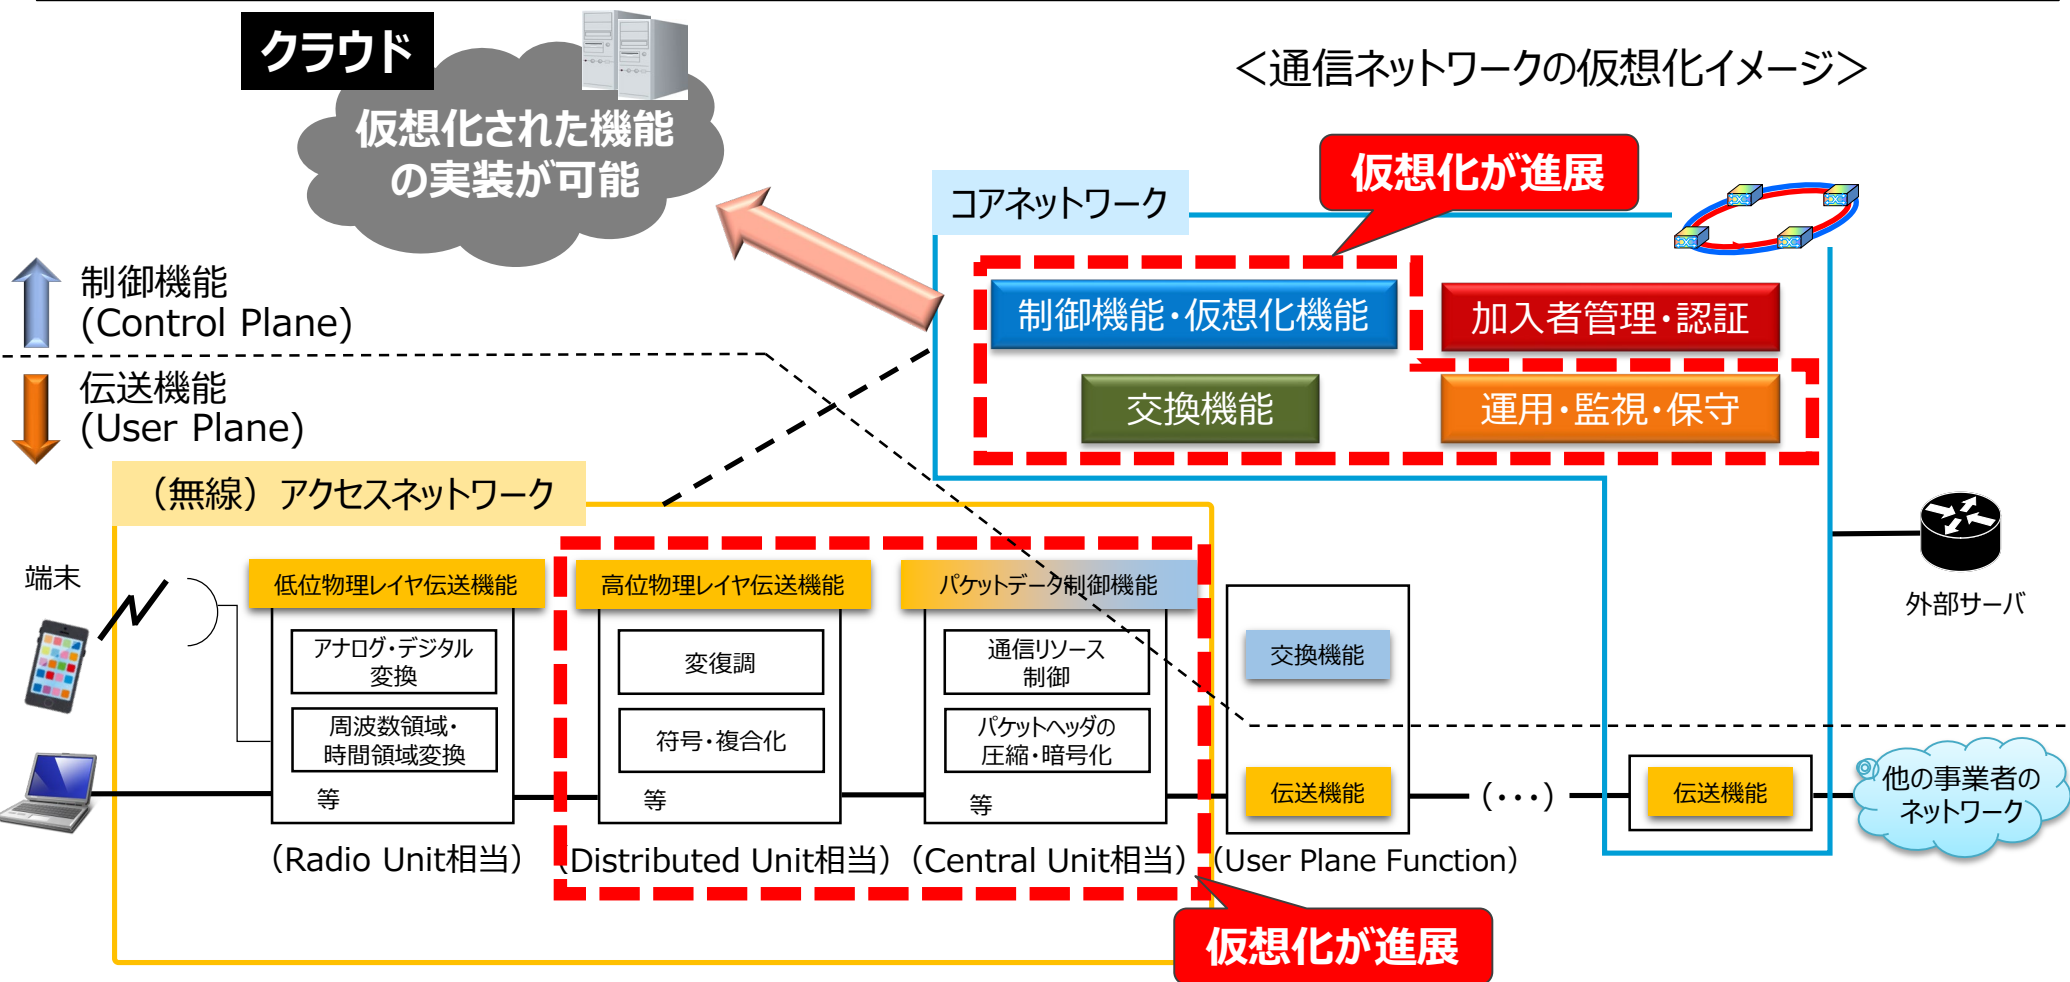 クラウド
仮想化された機能
の実装が可能
＜通信ネットワークの仮想化イメージ＞
仮想化が進展
コアネットワーク
制御機能・仮想化機能
加入者管理・認証
交換機能
運用・監視・保守
制御機能
(Control Plane)
伝送機能
(User Plane)
（無線）アクセスネットワーク
端末
低位物理レイヤ伝送機能
アナログ・デジタル
変換
周波数領域・
時間領域変換
等
（Radio Unit相当）
高位物理レイヤ伝送機能
変復調
符号・複合化
等
（Distributed Unit相当）
パケットデータ制御機能
通信リソース
制御
パケットヘッダの
圧縮・暗号化
等
（Central Unit相当）
交換機能
伝送機能
（User Plane Function）
（･･･）
伝送機能
外部サーバ
他の事業者の
ネットワーク
仮想化が進展